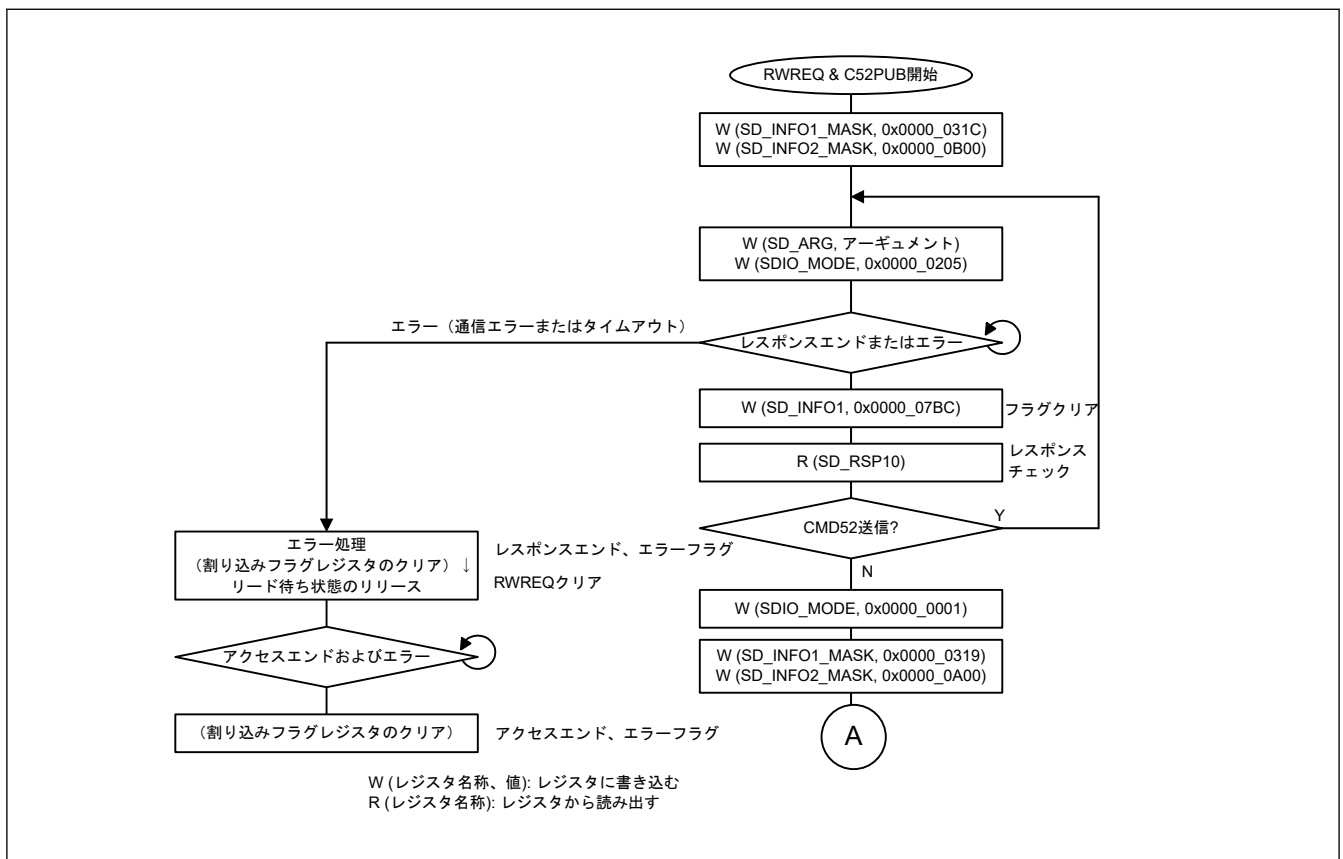 RWREQ & C52PUB開始
W (SD_INFO1_MASK, 0x0000_031C)
W (SD_INFO2_MASK, 0x0000_0B00)
W (SD_ARG, アーギュメント)
W (SDIO_MODE, 0x0000_0205)
エラー（通信エラーまたはタイムアウト）
レスポンスエンドまたはエラー
W (SD_INFO1, 0x0000_07BC)
フラグクリア
R (SD_RSP10)
レスポンス
チェック
CMD52送信?
Y
N
エラー処理
（割り込みフラグレジスタのクリア）↓
リード待ち状態のリリース
レスポンスエンド、エラーフラグ
RWREQクリア
W (SDIO_MODE, 0x0000_0001)
アクセスエンドおよびエラー
W (SD_INFO1_MASK, 0x0000_0319)
W (SD_INFO2_MASK, 0x0000_0A00)
（割り込みフラグレジスタのクリア）
アクセスエンド、エラーフラグ
A
W (レジスタ名称、値): レジスタに書き込む
R (レジスタ名称): レジスタから読み出す